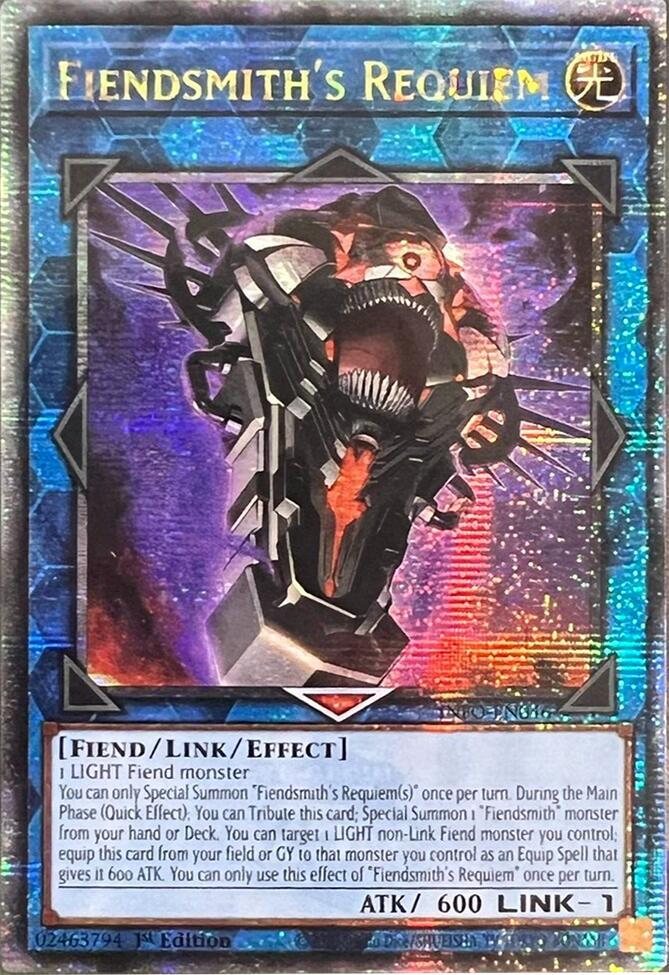 FIENDSMITH'S REQUIEM 光
[FIEND/LINK/EFFECT]
1 LIGHT Fiend monster
You can only Special Summon "Fiendsmith's Requiem(s)" once per turn. During the Main
Phase (Quick Effect): You can Tribute this card; Special Summon 1 "Fiendsmith" monster
from your hand or Deck. You can target 1 LIGHT non-Link Fiend monster you control;
equip this card from your field or GY to that monster you control as an Equip Spell that
gives it 600 ATK. You can only use this effect of "Fiendsmith's Requiem" once per turn.
ATK/ 600 LINK-1
02463794 1st Edition